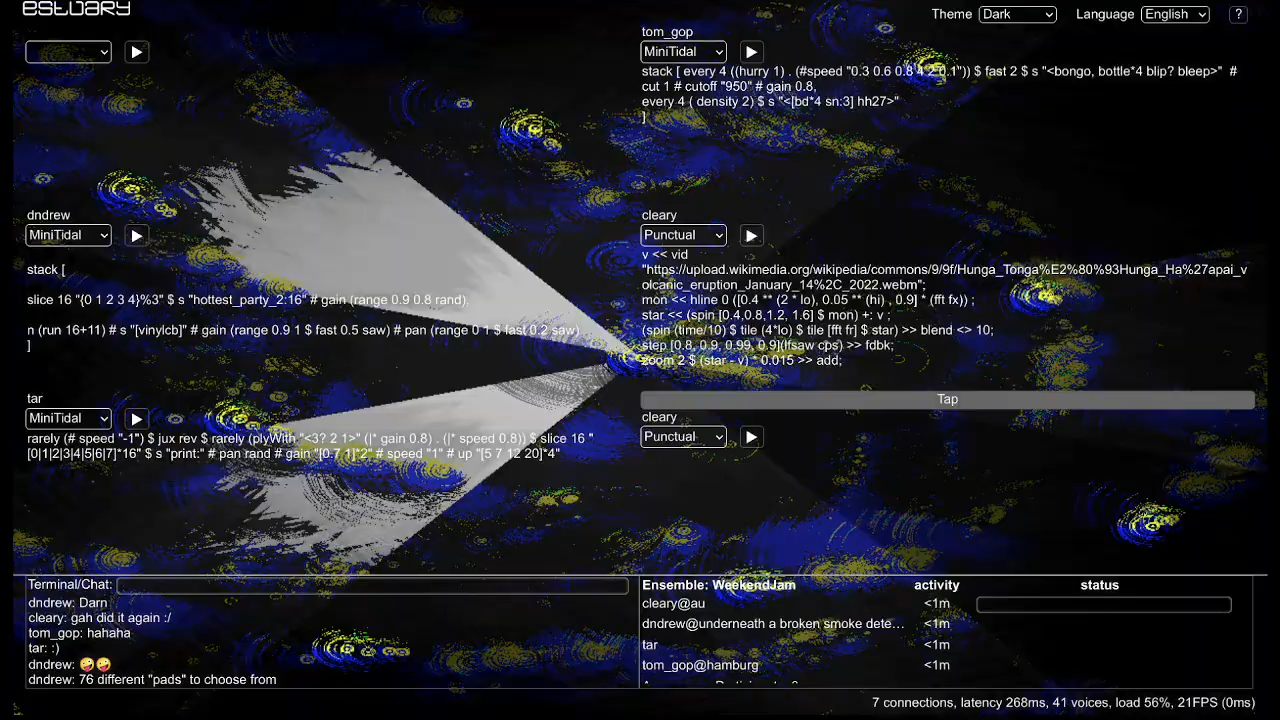 estuary
Theme Dark Language English ?
tom_gop
MiniTidal
stack [ every 4 ((hurry 1) . (#speed "0.3 0.6 0.8 4 2 0.1")) $ fast 2 $ s "<bongo, bottle*4 blip? bleep>" #
cut 1 # cutoff "950" # gain 0.8,
every 4 ( density 2) $ s "<[bd*4 sn:3] hh27>"
]
dndrew
MiniTidal
stack [
slice 16 "{0 1 2 3 4}%3" $ s "hottest_party_2:16" # gain (range 0.9 0.8 rand),
n (run 16+11) # s "[vinylcb]" # gain (range 0.9 1 $ fast 0.5 saw) # pan (range 0 1 $ fast 0.2 saw)
]
cleary
Punctual
v << vid
"https://upload.wikimedia.org/wikipedia/commons/9/9f/Hunga_Tonga%E2%80%93Hunga_Ha%27apai_v
olcanic_eruption_January_14%2C_2022.webm";
mon << hline 0 ([0.4 ** (2 * lo), 0.05 ** (hi) , 0.9] * (fft fx)) ;
star << (spin [0.4,0.8,1.2, 1.6] $ mon) +: v ;
(spin (time/10) $ tile (4*lo) $ tile [fft fr] $ star) >> blend <> 10;
step [0.8, 0.9, 0.99, 0.9](lfsaw cps) >> fdbk;
zoom 2 $ (star - v) * 0.015 >> add;
tar
MiniTidal
rarely (# speed "-1") $ jux rev $ rarely (plyWith "<3? 2 1>" (|* gain 0.8) . (|* speed 0.8)) $ slice 16 "
[0|1|2|3|4|5|6|7]*16" $ s "print:" # pan rand # gain "[0.7 1]*2" # speed "1" # up "[5 7 12 20]*4"
Tap
cleary
Punctual
Terminal/Chat:
dndrew: Darn
cleary: gah did it again :/
tom_gop: hahaha
tar: :)
dndrew: 🤪🤪
dndrew: 76 different "pads" to choose from
Ensemble: WeekendJam activity status
cleary@au <1m
dndrew@underneath a broken smoke dete… <1m
tar <1m
tom_gop@hamburg <1m
7 connections, latency 268ms, 41 voices, load 56%, 21FPS (0ms)